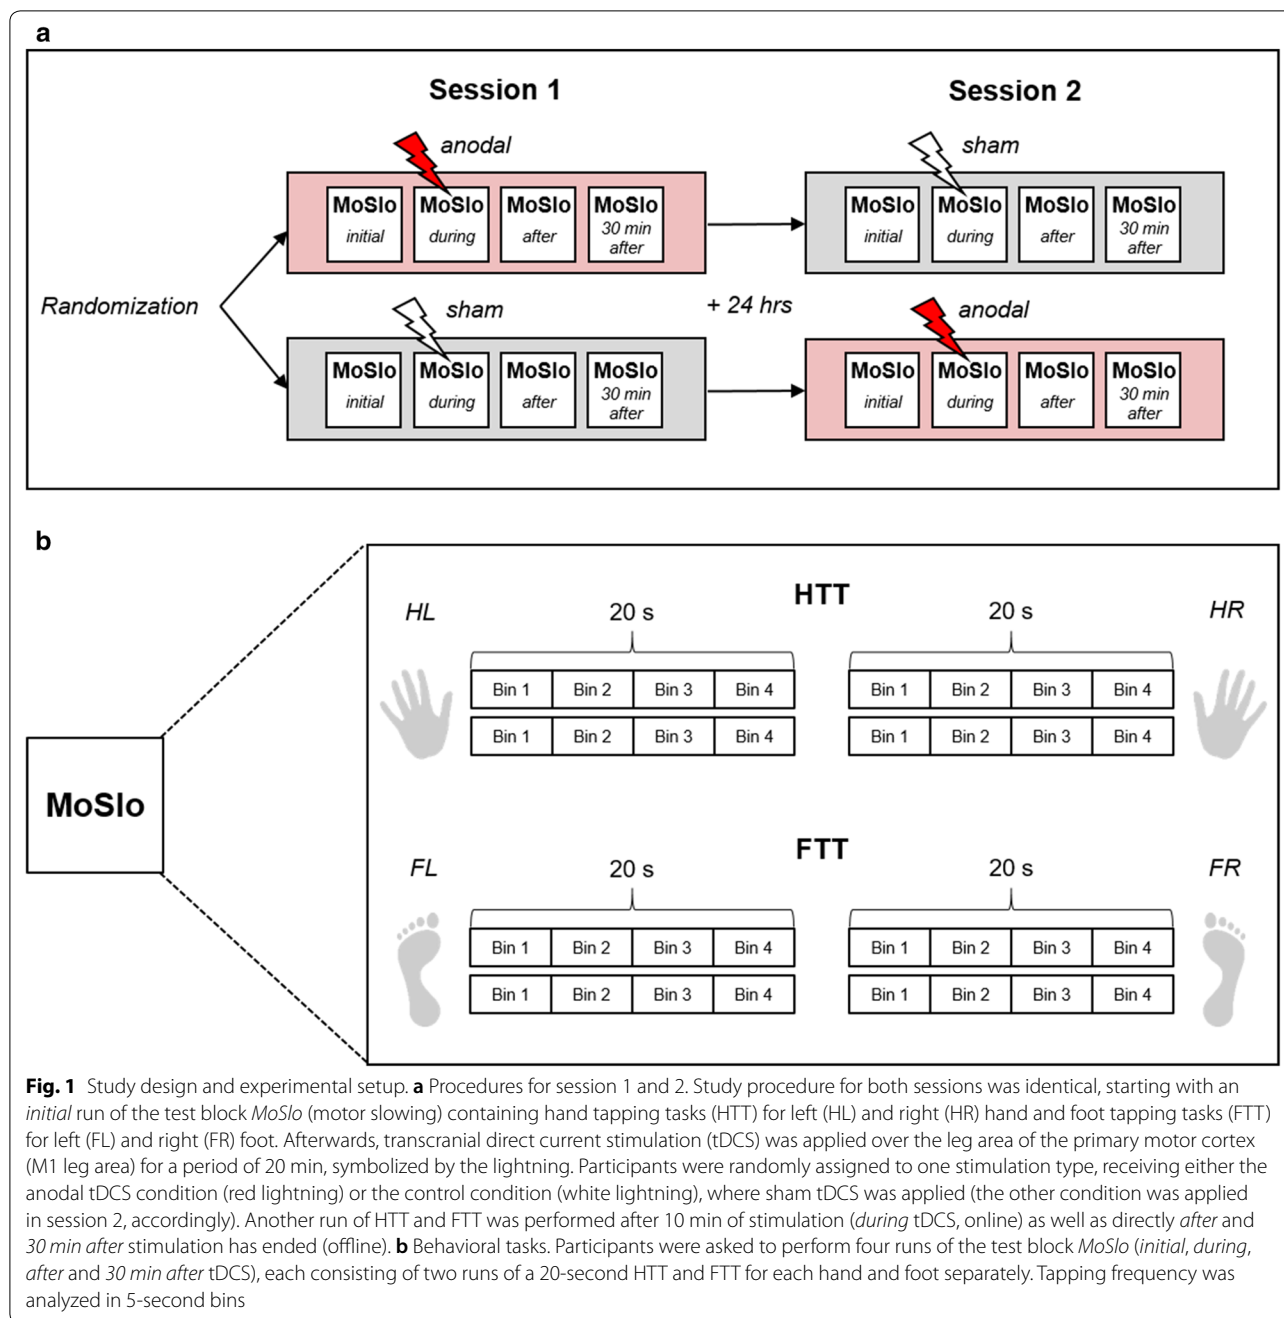 a
Session 1
Session 2
anodal
sham
MoSlo MoSlo MoSlo MoSlo
initial during after 30 min after
MoSlo MoSlo MoSlo MoSlo
initial during after 30 min after
Randomization
sham
+ 24 hrs
anodal
MoSlo MoSlo MoSlo MoSlo
initial during after 30 min after
MoSlo MoSlo MoSlo MoSlo
initial during after 30 min after
b
HTT
HL 20 s 20 s HR
Bin 1 Bin 2 Bin 3 Bin 4 Bin 1 Bin 2 Bin 3 Bin 4
Bin 1 Bin 2 Bin 3 Bin 4 Bin 1 Bin 2 Bin 3 Bin 4
MoSlo
FTT
FL 20 s 20 s FR
Bin 1 Bin 2 Bin 3 Bin 4 Bin 1 Bin 2 Bin 3 Bin 4
Bin 1 Bin 2 Bin 3 Bin 4 Bin 1 Bin 2 Bin 3 Bin 4
Fig. 1 Study design and experimental setup. a Procedures for session 1 and 2. Study procedure for both sessions was identical, starting with an
initial run of the test block MoSlo (motor slowing) containing hand tapping tasks (HTT) for left (HL) and right (HR) hand and foot tapping tasks (FTT)
for left (FL) and right (FR) foot. Afterwards, transcranial direct current stimulation (tDCS) was applied over the leg area of the primary motor cortex
(M1 leg area) for a period of 20 min, symbolized by the lightning. Participants were randomly assigned to one stimulation type, receiving either the
anodal tDCS condition (red lightning) or the control condition (white lightning), where sham tDCS was applied (the other condition was applied
in session 2, accordingly). Another run of HTT and FTT was performed after 10 min of stimulation (during tDCS, online) as well as directly after and
30 min after stimulation has ended (offline). b Behavioral tasks. Participants were asked to perform four runs of the test block MoSlo (initial, during,
after and 30 min after tDCS), each consisting of two runs of a 20-second HTT and FTT for each hand and foot separately. Tapping frequency was
analyzed in 5-second bins